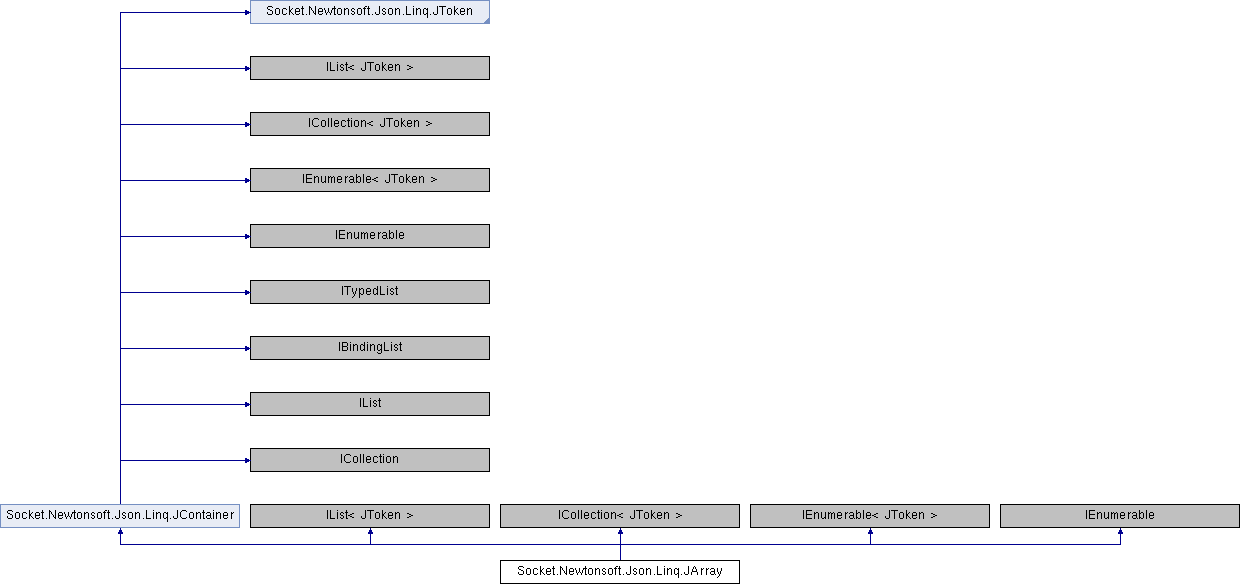 Socket.Newtonsoft.Json.Linq.JToken
IList< JToken >
ICollection< JToken >
IEnumerable< JToken >
IEnumerable
ITypedList
IBindingList
IList
ICollection
Socket.Newtonsoft.Json.Linq.JContainer
IList< JToken >
ICollection< JToken >
IEnumerable< JToken >
IEnumerable
Socket.Newtonsoft.Json.Linq.JArray